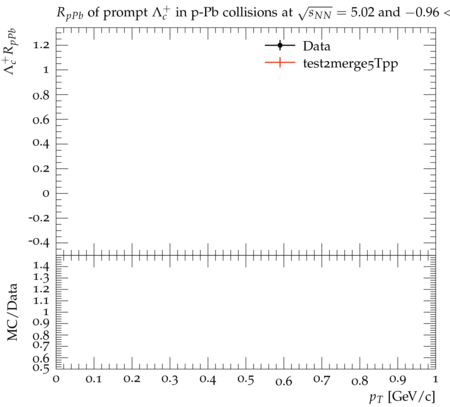 R_{pPb} of prompt Λ_c^+ in p-Pb collisions at √s_{NN} = 5.02 and −0.96 <
Λ_c^+ R_{pPb}
Data
test2merge5Tpp
1.2
1
0.8
0.6
0.4
0.2
0
-0.2
-0.4
MC/Data
1.4
1.3
1.2
1.1
1
0.9
0.8
0.7
0.6
0.5
0 0.1 0.2 0.3 0.4 0.5 0.6 0.7 0.8 0.9 1
p_T [GeV/c]